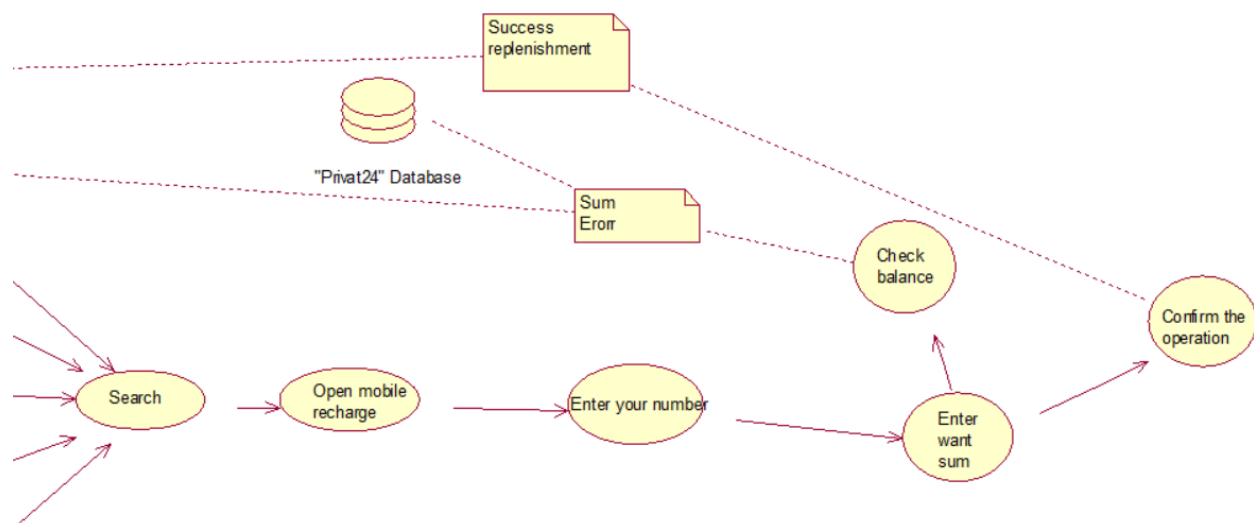 Success
replenishment
"Privat24" Database
Sum
Erorr
Check
balance
Confirm the
operation
Search
Open mobile
recharge
Enter your number
Enter
want
sum